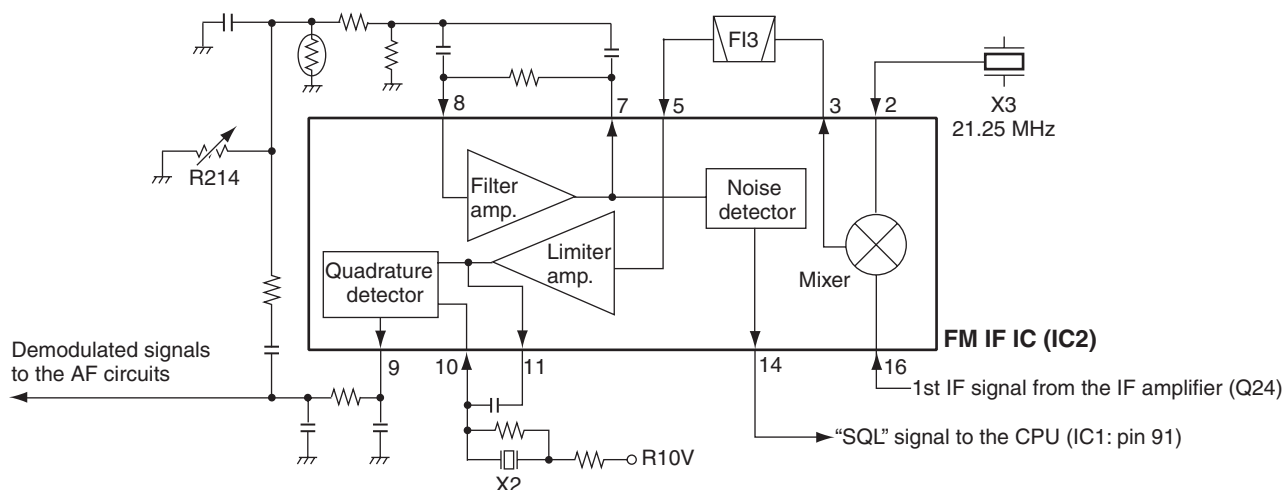 FI3
8
7
5
3
2
X3
21.25 MHz
R214
Filter
amp.
Noise
detector
Limiter
amp.
Quadrature
detector
Mixer
FM IF IC (IC2)
Demodulated signals
to the AF circuits
9
10
11
14
16
1st IF signal from the IF amplifier (Q24)
"SQL" signal to the CPU (IC1: pin 91)
R10V
X2